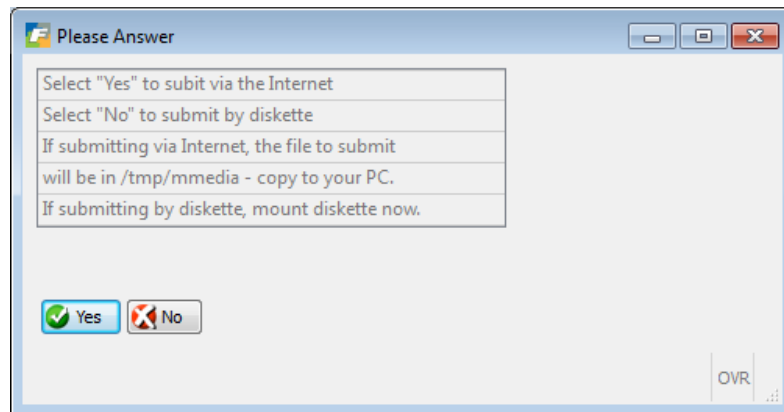 Please Answer
Select "Yes" to subit via the Internet
Select "No" to submit by diskette
If submitting via Internet, the file to submit
will be in /tmp/mmedia - copy to your PC.
If submitting by diskette, mount diskette now.
Yes No
OVR